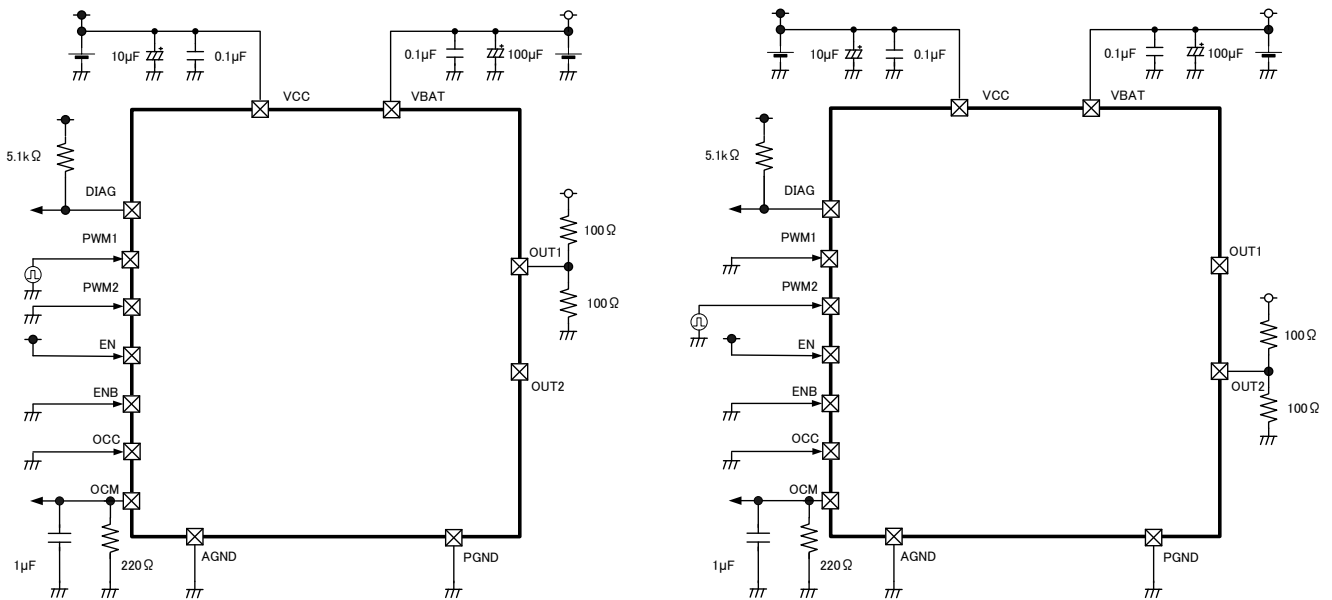 10μF
0.1μF
0.1μF
100μF
VCC
VBAT
5.1kΩ
DIAG
PWM1
PWM2
EN
ENB
OCC
OCM
OUT1
100Ω
100Ω
OUT2
1μF
220Ω
AGND
PGND
10μF
0.1μF
0.1μF
100μF
VCC
VBAT
5.1kΩ
DIAG
PWM1
PWM2
EN
ENB
OCC
OCM
OUT1
100Ω
OUT2
100Ω
1μF
220Ω
AGND
PGND